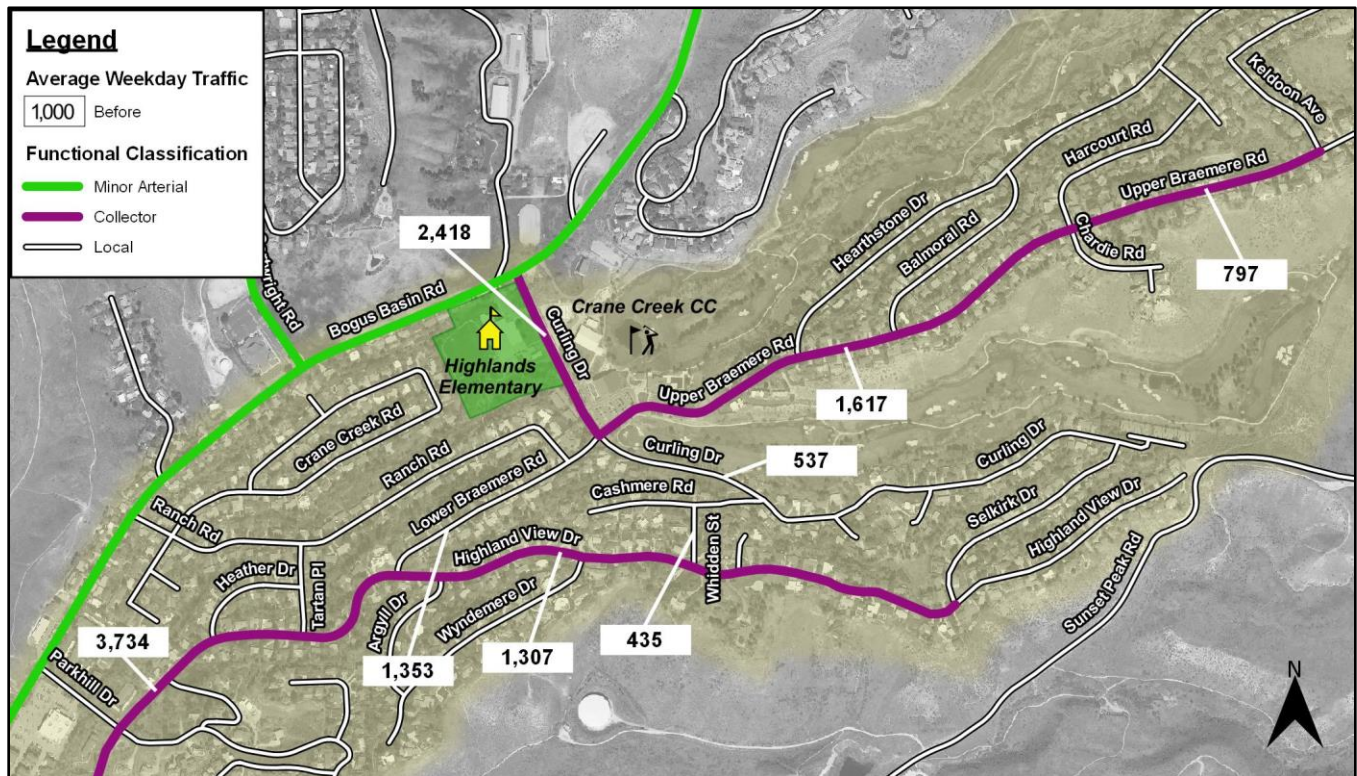 Legend
Average Weekday Traffic
1,000 Before
Functional Classification
Minor Arterial
Collector
Local
Keldoon Ave
Harcourt Rd
Upper Braemere Rd
2,418
Hearthstone Dr
Balmoral Rd
Chardie Rd
797
Bogus Basin Rd
Curling Dr
Crane Creek CC
Highlands
Elementary
Upper Braemere Rd
1,617
Crane Creek Rd
Ranch Rd
Curling Dr
537
Curling Dr
Lower Braemere Rd
Cashmere Rd
Selkirk Dr
Highland View Dr
Ranch Rd
Highland View Dr
Whidden St
Sunset Peak Rd
Heather Dr
Tartan Pl
Argyll Dr
Wyndemere Dr
3,734
1,353
1,307
435
Parkhill Dr
N